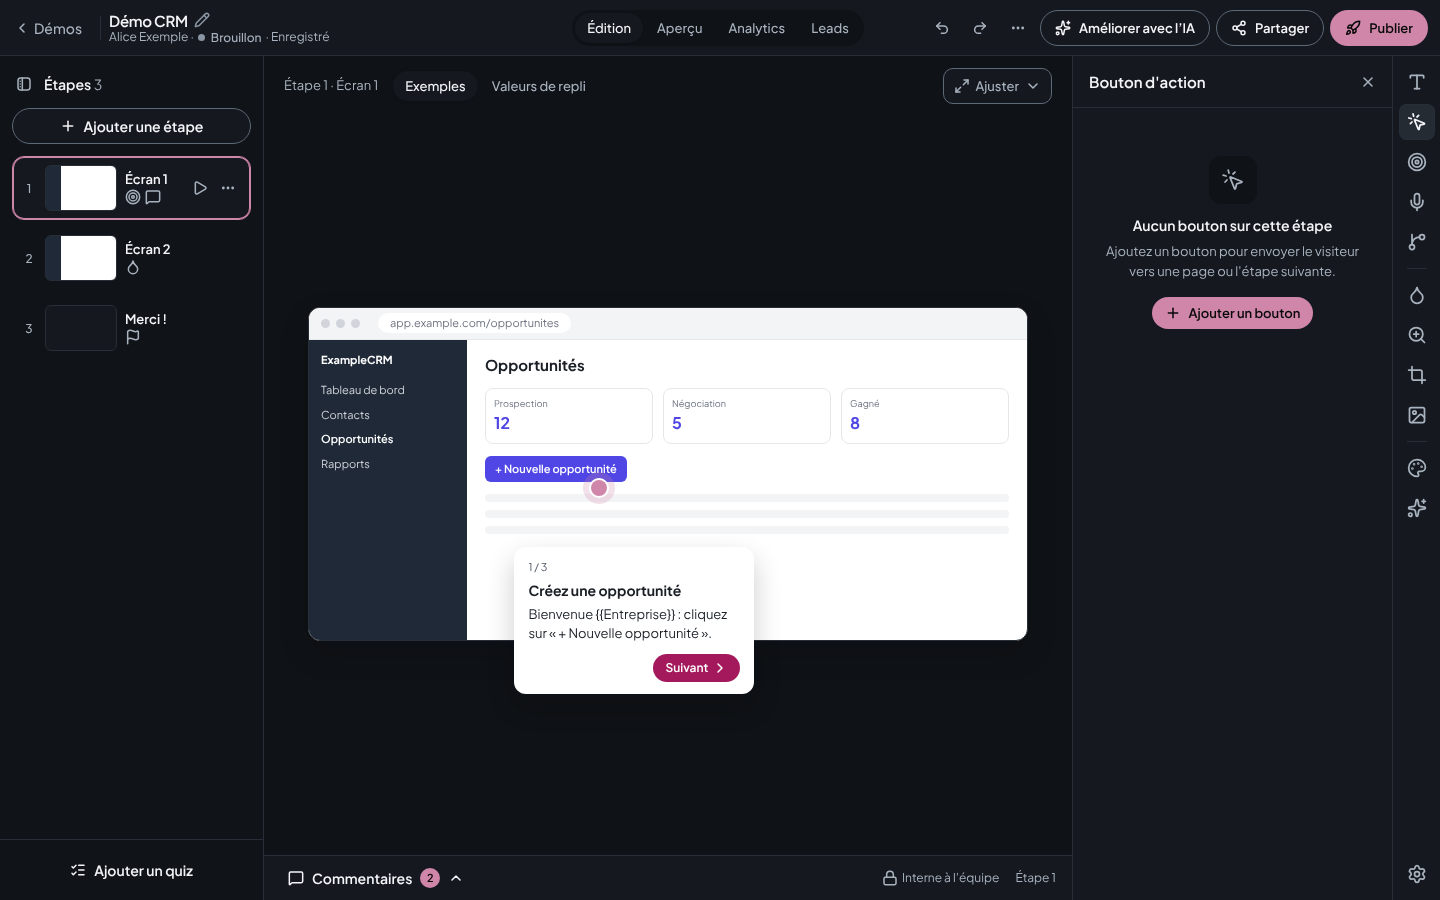 Démos
Démo CRM
Alice Exemple · Brouillon · Enregistré
Édition
Aperçu
Analytics
Leads
Améliorer avec l'IA
Partager
Publier
Étapes 3
Ajouter une étape
1
Écran 1
2
Écran 2
3
Merci !
Ajouter un quiz
Étape 1 · Écran 1
Exemples
Valeurs de repli
Ajuster
app.example.com/opportunites
ExampleCRM
Tableau de bord
Contacts
Opportunités
Rapports
Opportunités
Prospection
12
Négociation
5
Gagné
8
+ Nouvelle opportunité
1 / 3
Créez une opportunité
Bienvenue {{Entreprise}} : cliquez
sur « + Nouvelle opportunité ».
Suivant
Commentaires 2
Interne à l'équipe
Étape 1
Bouton d'action
Aucun bouton sur cette étape
Ajoutez un bouton pour envoyer le visiteur
vers une page ou l'étape suivante.
Ajouter un bouton